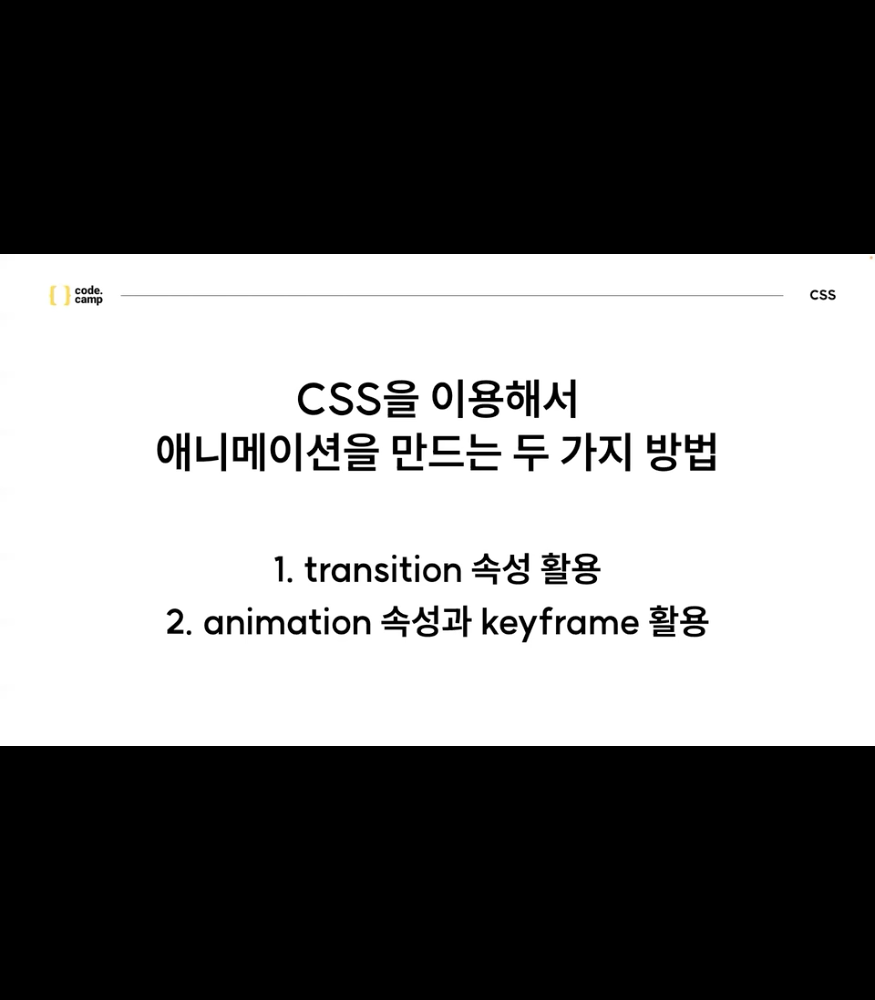 code.
camp
CSS
CSS을 이용해서
애니메이션을 만드는 두 가지 방법
1. transition 속성 활용
2. animation 속성과 keyframe 활용